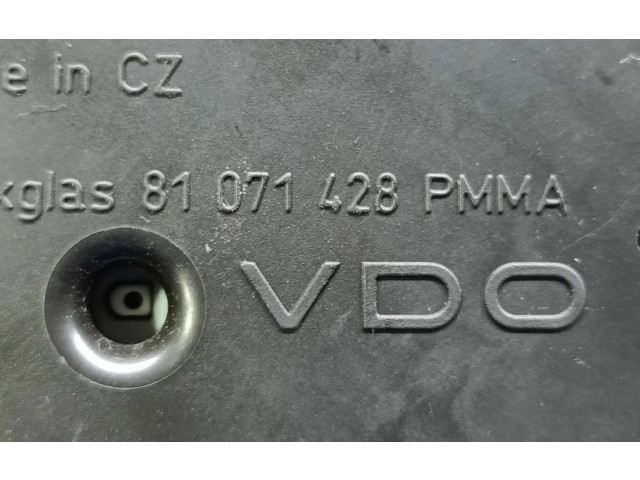 e in CZ
kglas 81 071 428 PMMA
VDO